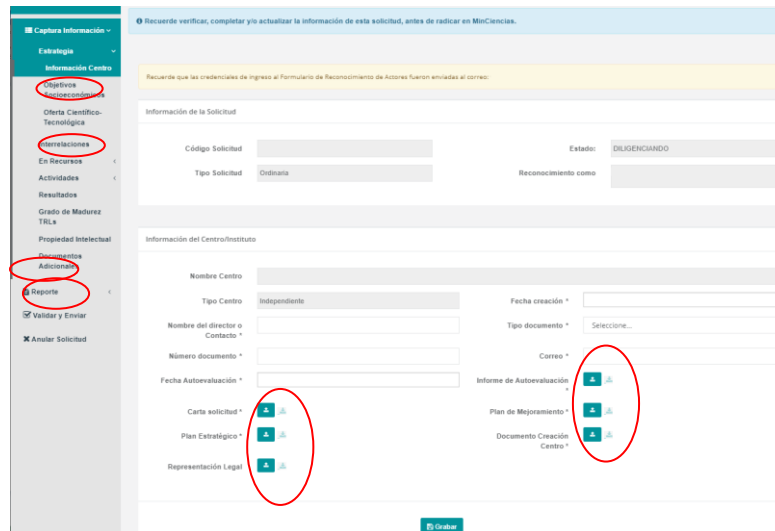 Captura Información
Estrategia
Información Centro
Objetivos
Socioeconómicos
Oferta Científico-
Tecnológica
Interrelaciones
En Recursos
Actividades
Resultados
Grado de Madurez
TRLs
Propiedad Intelectual
Documentos
Adicionales
Reporte
Validar y Enviar
Anular Solicitud
Recuerde verificar, completar y/o actualizar la información de esta solicitud, antes de radicar en MinCiencias.
Recuerde que las credenciales de ingreso al Formulario de Reconocimiento de Actores fueron enviadas al correo:
Información de la Solicitud
Código Solicitud
Estado: DILIGENCIANDO
Tipo Solicitud Ordinaria
Reconocimiento como
Información del Centro/Instituto
Nombre Centro
Tipo Centro Independiente
Fecha creación *
Nombre del director o
Contacto *
Tipo documento * Seleccione...
Número documento *
Correo *
Fecha Autoevaluación *
Informe de Autoevaluación
*
Carta solicitud *
Plan de Mejoramiento *
Plan Estratégico *
Documento Creación
Centro *
Representación Legal
Grabar